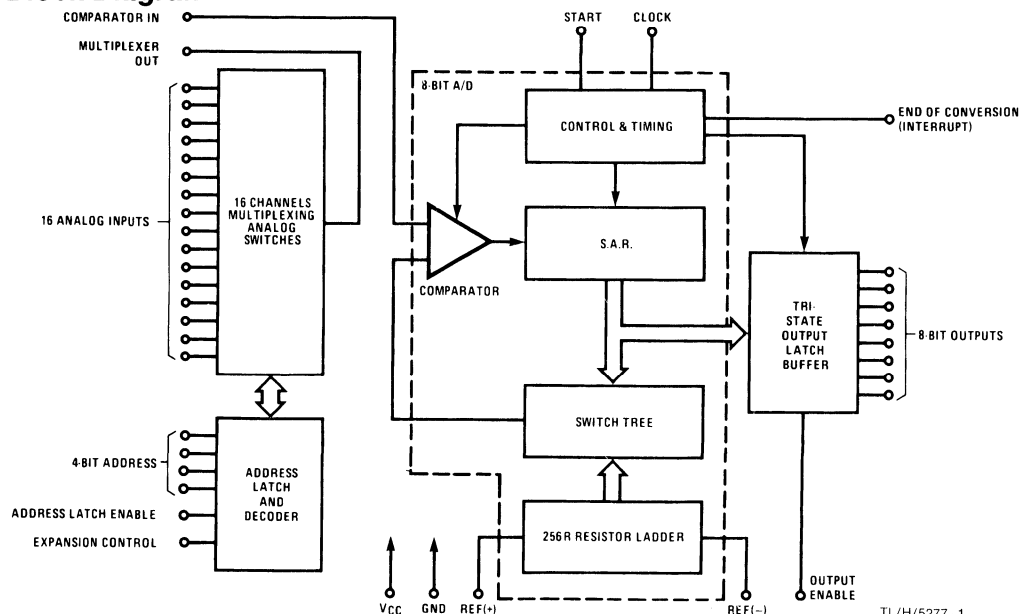 COMPARATOR IN
MULTIPLEXER
OUT
START
CLOCK
8-BIT A/D
CONTROL & TIMING
END OF CONVERSION
(INTERRUPT)
16 ANALOG INPUTS
16 CHANNELS
MULTIPLEXING
ANALOG
SWITCHES
S.A.R.
COMPARATOR
TRI-
STATE
OUTPUT
LATCH
BUFFER
8-BIT OUTPUTS
SWITCH TREE
4-BIT ADDRESS
ADDRESS
LATCH
AND
DECODER
ADDRESS LATCH ENABLE
EXPANSION CONTROL
256R RESISTOR LADDER
VCC
GND
REF(+)
REF(−)
OUTPUT
ENABLE